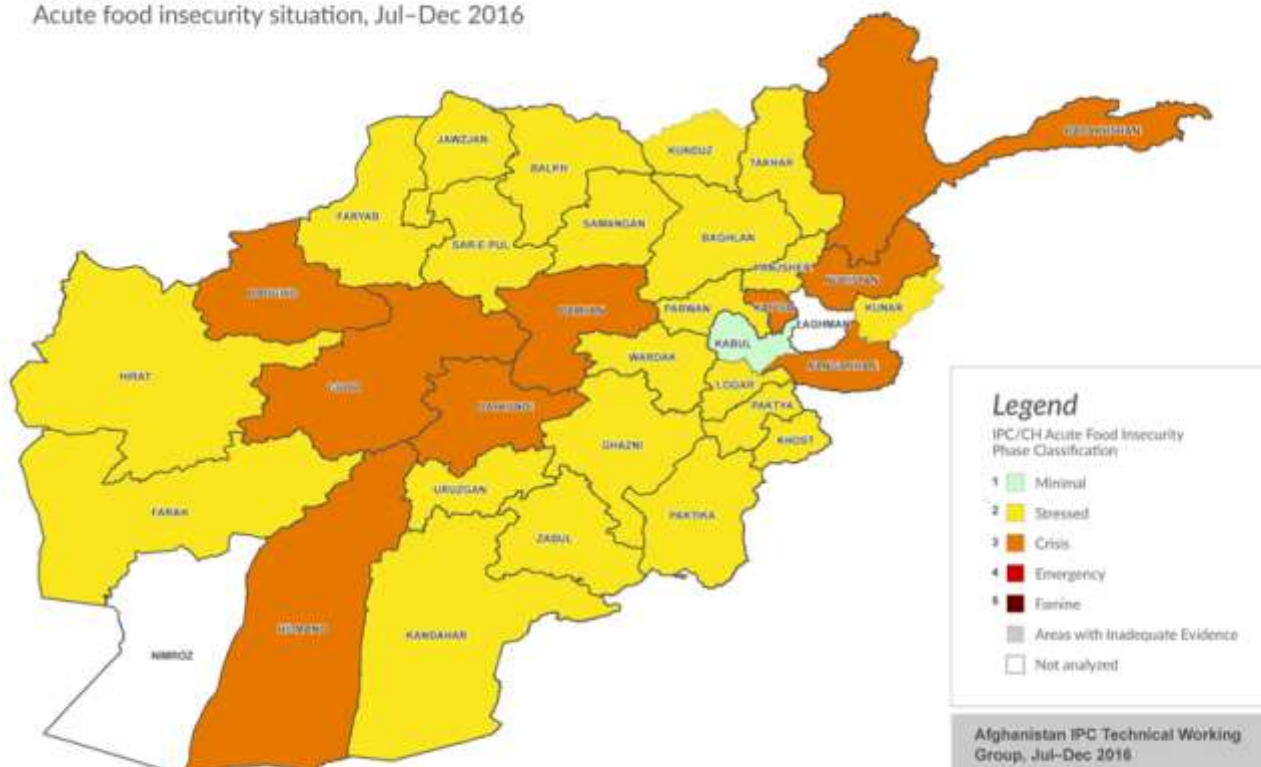 Acute food insecurity situation, Jul–Dec 2016
JAWZJAN
BALKH
KUNDUZ
TAKHAR
BADAKHSHAN
FARYAB
SAR-E-PUL
SAMANGAN
BAGHLAN
PANJSHER
NURISTAN
BADGHIS
BAMYAN
PARWAN
KAPISA
LAGHMAN
KUNAR
KABUL
WARDAK
NANGARHAR
HIRAT
GHOR
DAYKUNDI
LOGAR
PAKTYA
KHOST
GHAZNI
FARAH
URUZGAN
PAKTIKA
ZABUL
NIMROZ
HILMAND
KANDAHAR
Legend
IPC/CH Acute Food Insecurity
Phase Classification
1 Minimal
2 Stressed
3 Crisis
4 Emergency
5 Famine
Areas with Inadequate Evidence
Not analyzed
Afghanistan IPC Technical Working
Group, Jul–Dec 2016